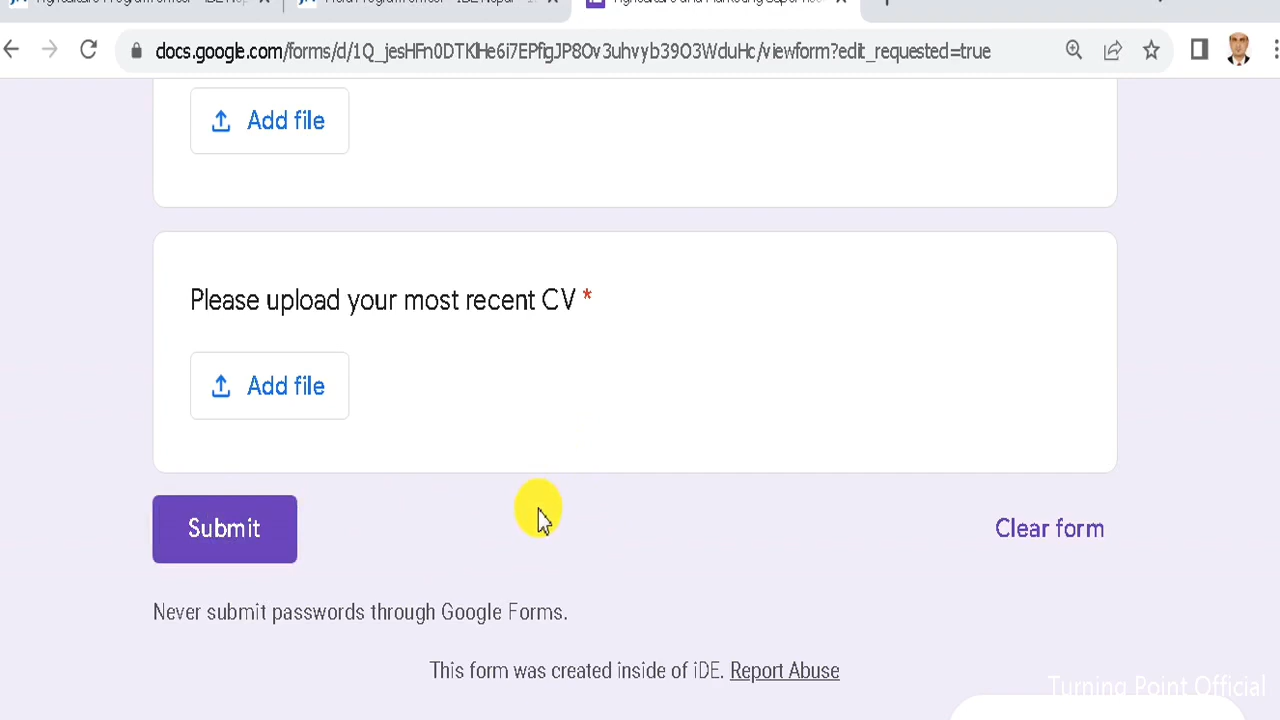 docs.google.com/forms/d/1Q_jesHFn0DTKlHe6i7EPfigJP8Ov3uhvyb39O3WduHc/viewform?edit_requested=true
Add file
Please upload your most recent CV *
Add file
Submit
Clear form
Never submit passwords through Google Forms.
This form was created inside of iDE. Report Abuse
Turning Point Official